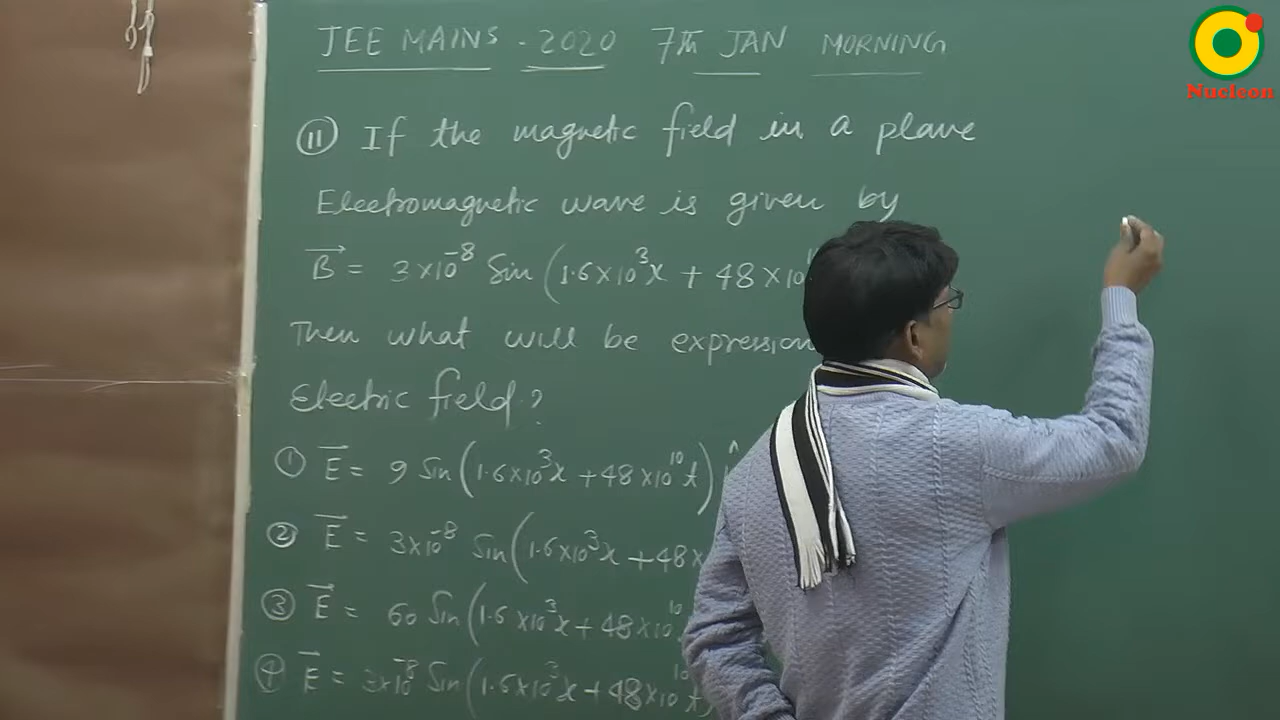 JEE MAINS - 2020 7th JAN MORNING
Nucleon
⑪ If the magnetic field in a plane
Electromagnetic wave is given by
B⃗ = 3×10⁻⁸ Sin (1.6×10³x + 48×10
Then what will be expression
Electric field?
① E⃗ = 9 Sin (1.6×10³x + 48×10¹⁰t)
② E⃗ = 3×10⁻⁸ Sin (1.6×10³x + 48×
③ E⃗ = 60 Sin (1.6×10³x + 48×10¹⁰
④ E⃗ = 3×10⁻⁸ Sin (1.6×10³x + 48×10¹⁰t)